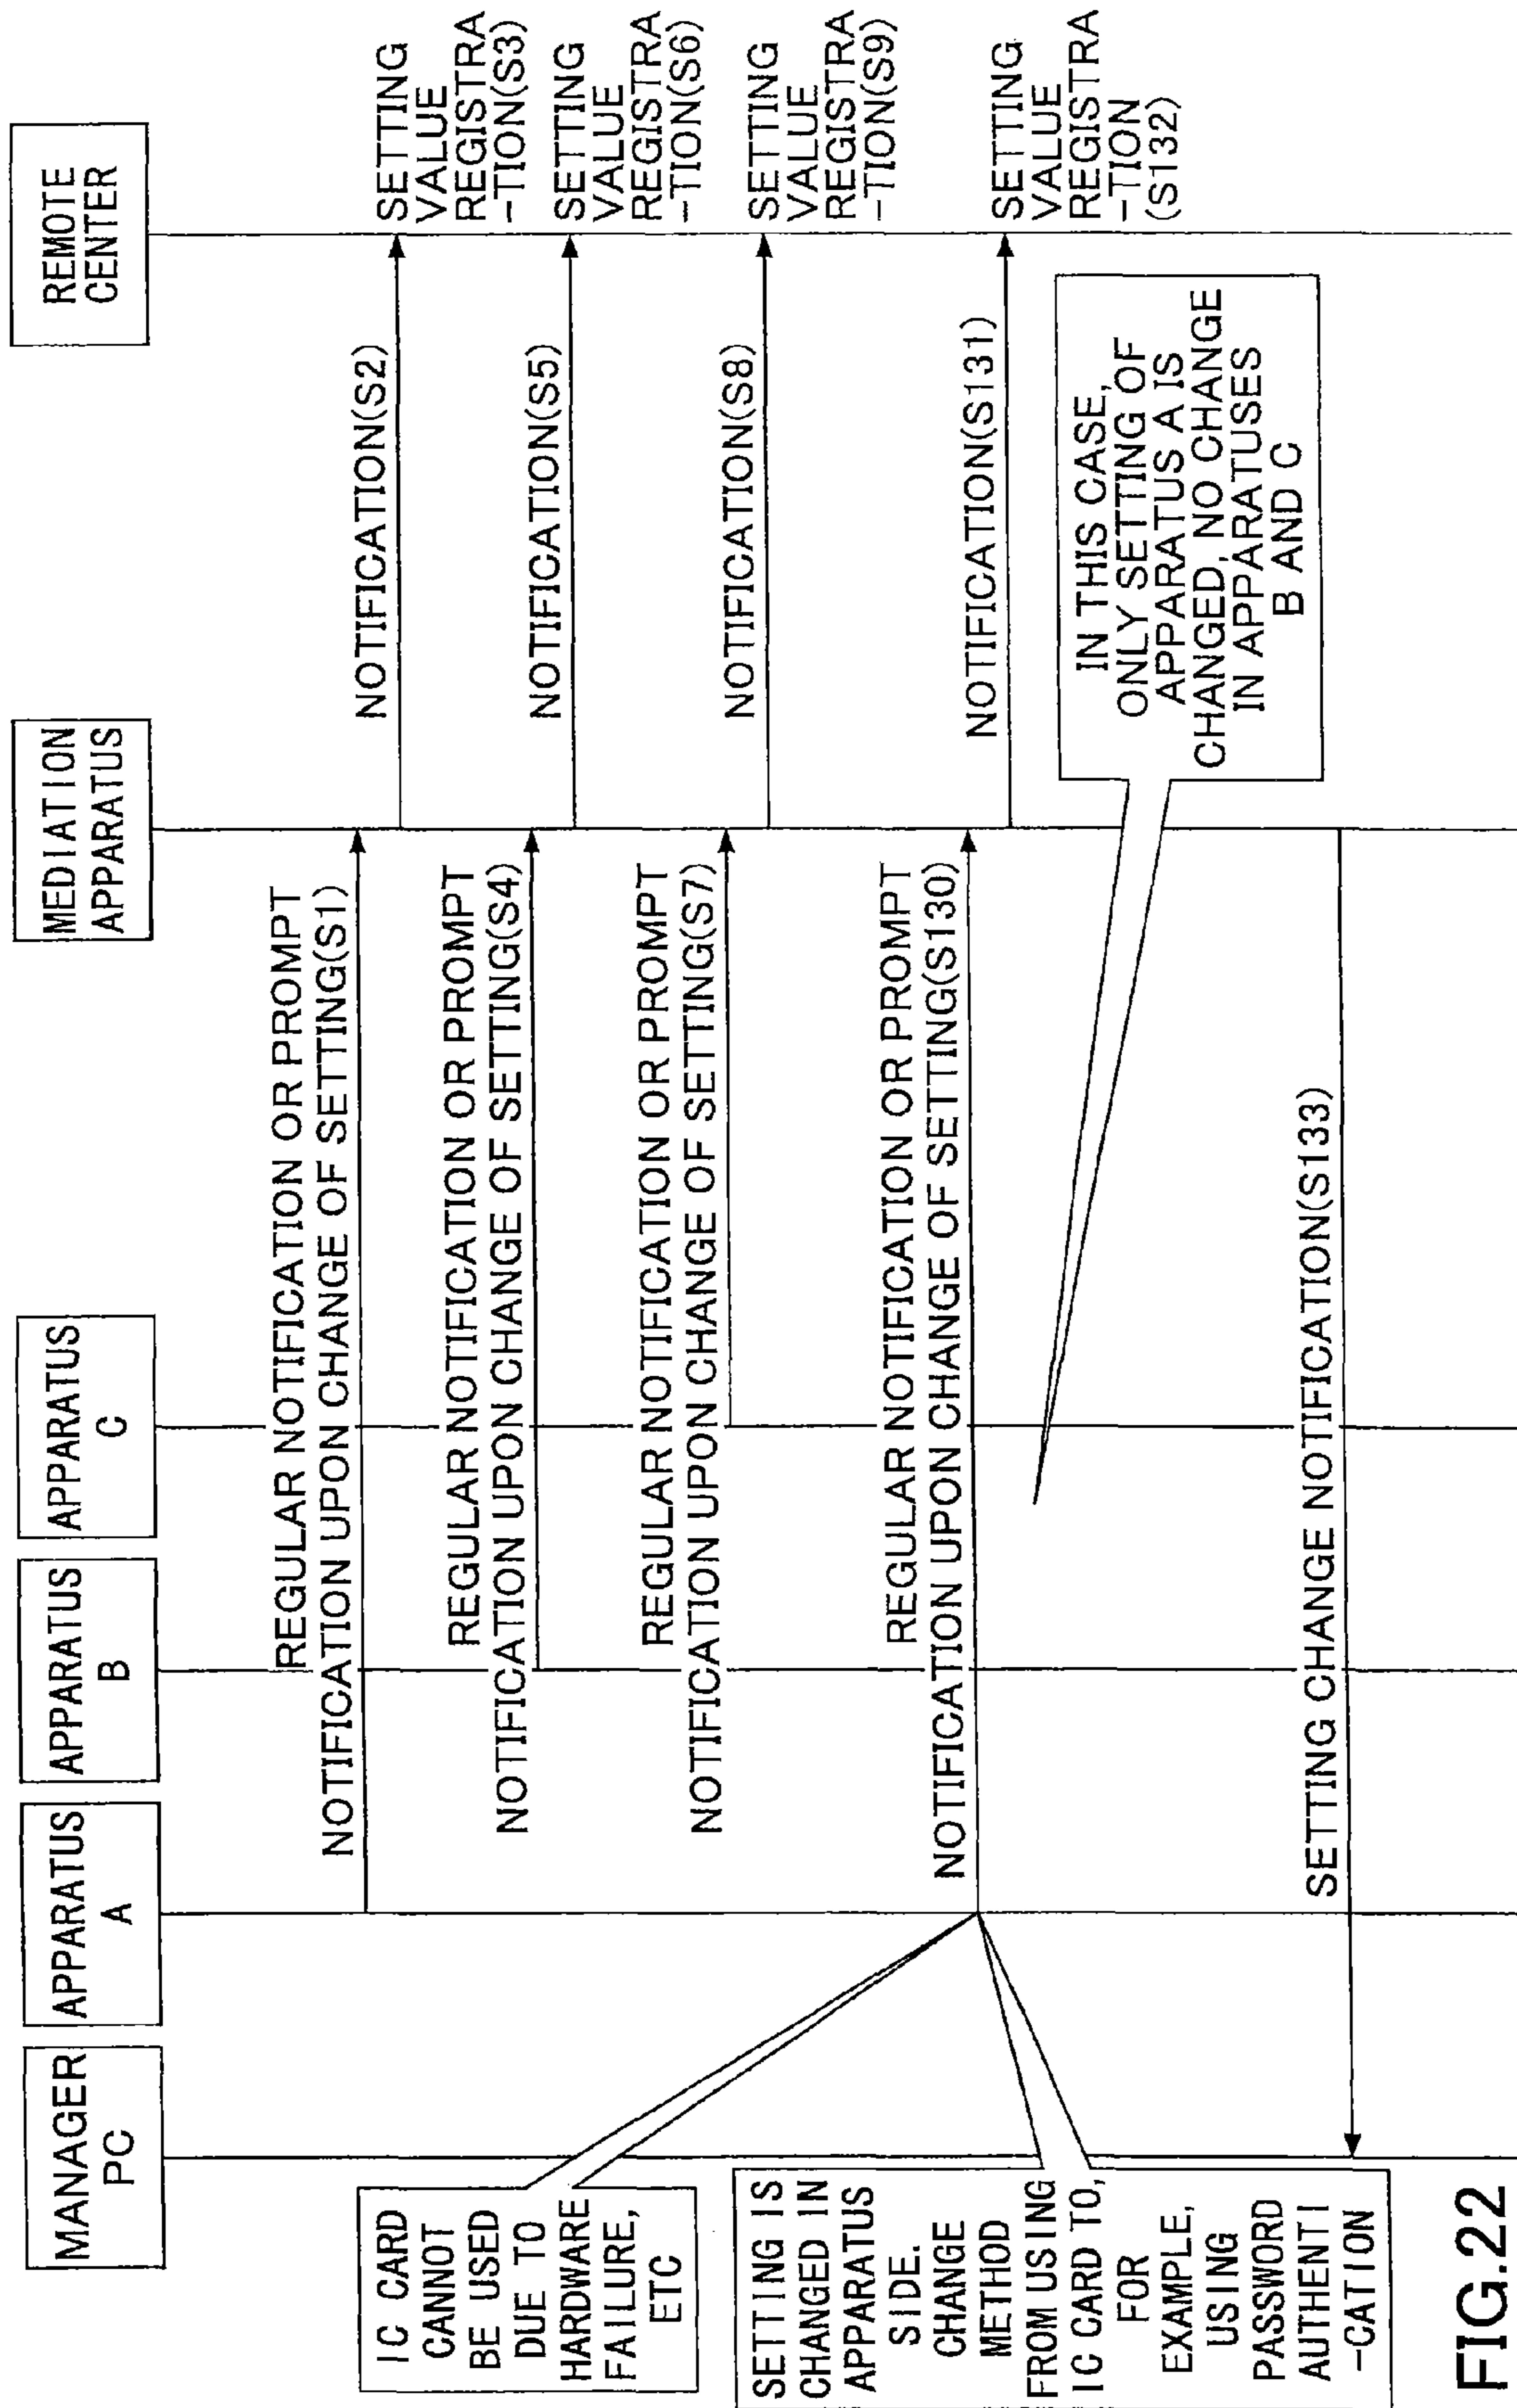 MANAGER
PC
APPARATUS
A
APPARATUS
B
APPARATUS
C
MEDIATION
APPARATUS
REMOTE
CENTER
REGULAR NOTIFICATION OR PROMPT
NOTIFICATION UPON CHANGE OF SETTING(S1)
NOTIFICATION(S2)
SETTING
VALUE
REGISTRA
-TION(S3)
REGULAR NOTIFICATION OR PROMPT
NOTIFICATION UPON CHANGE OF SETTING(S4)
NOTIFICATION(S5)
SETTING
VALUE
REGISTRA
-TION(S6)
REGULAR NOTIFICATION OR PROMPT
NOTIFICATION UPON CHANGE OF SETTING(S7)
NOTIFICATION(S8)
SETTING
VALUE
REGISTRA
-TION(S9)
IC CARD
CANNOT
BE USED
DUE TO
HARDWARE
FAILURE,
ETC
REGULAR NOTIFICATION OR PROMPT
NOTIFICATION UPON CHANGE OF SETTING(S130)
NOTIFICATION(S131)
SETTING
VALUE
REGISTRA
-TION
(S132)
SETTING IS
CHANGED IN
APPARATUS
SIDE.
CHANGE
METHOD
FROM USING
IC CARD TO,
FOR
EXAMPLE,
USING
PASSWORD
AUTHENTI
-CATION
IN THIS CASE,
ONLY SETTING OF
APPARATUS A IS
CHANGED, NO CHANGE
IN APPARATUSES
B AND C
SETTING CHANGE NOTIFICATION(S133)
FIG.22